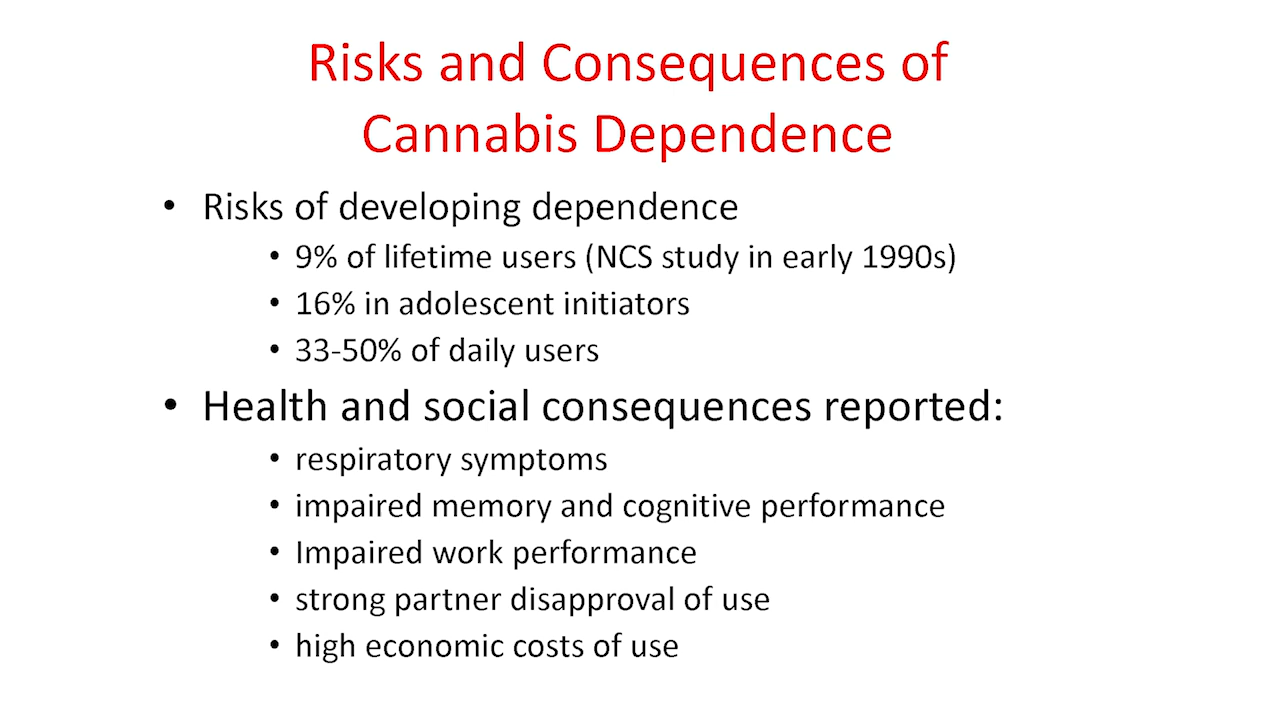 Risks and Consequences of
Cannabis Dependence
• Risks of developing dependence
• 9% of lifetime users (NCS study in early 1990s)
• 16% in adolescent initiators
• 33-50% of daily users
• Health and social consequences reported:
• respiratory symptoms
• impaired memory and cognitive performance
• Impaired work performance
• strong partner disapproval of use
• high economic costs of use